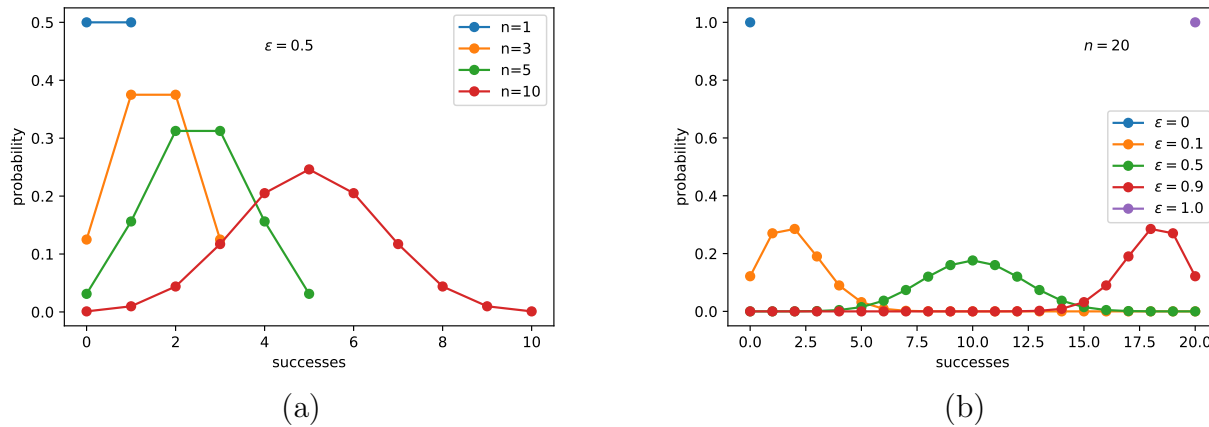 0.5
0.4
0.3
0.2
0.1
0.0
probability
0 2 4 6 8 10
successes
ε = 0.5
n=1
n=3
n=5
n=10
(a)
1.0
0.8
0.6
0.4
0.2
0.0
probability
0.0 2.5 5.0 7.5 10.0 12.5 15.0 17.5 20.0
successes
n = 20
ε = 0
ε = 0.1
ε = 0.5
ε = 0.9
ε = 1.0
(b)